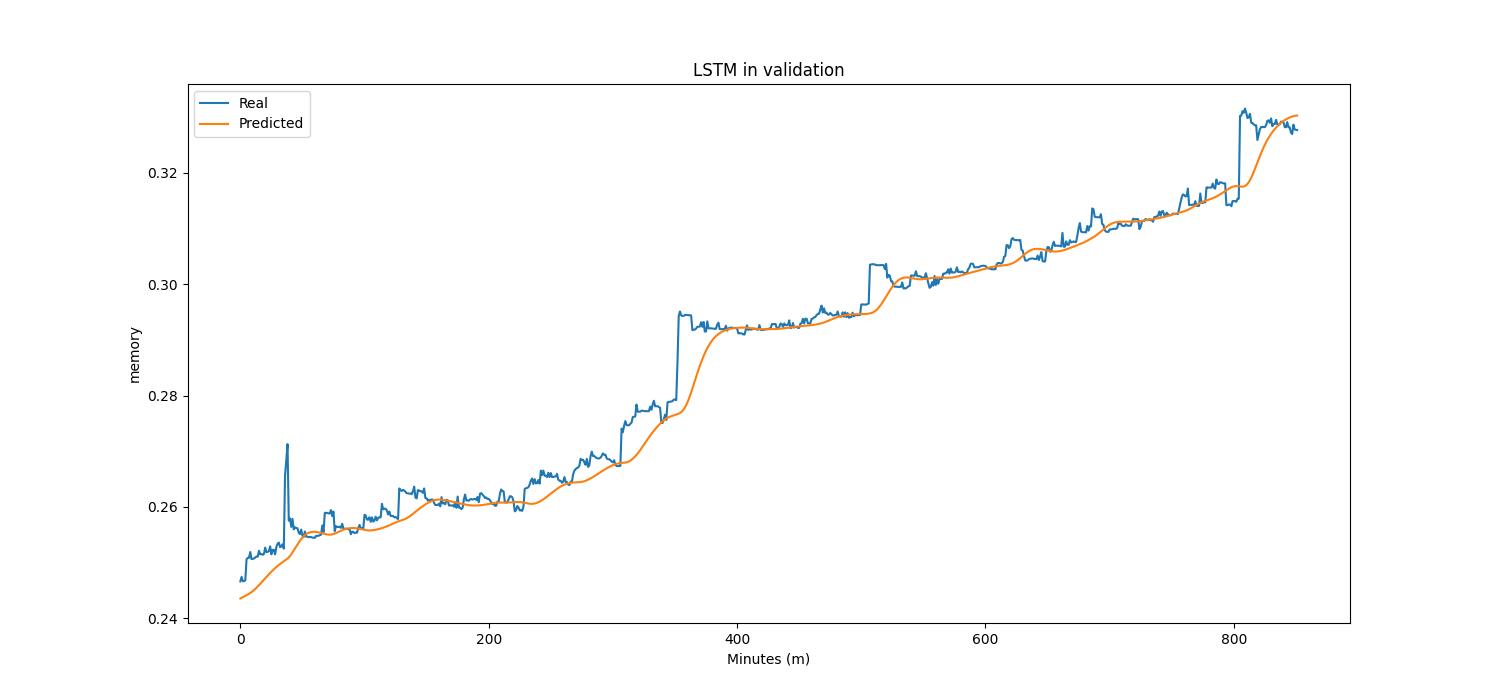 LSTM in validation
Real
Predicted
0.32
0.30
0.28
0.26
0.24
memory
0 200 400 600 800
Minutes (m)